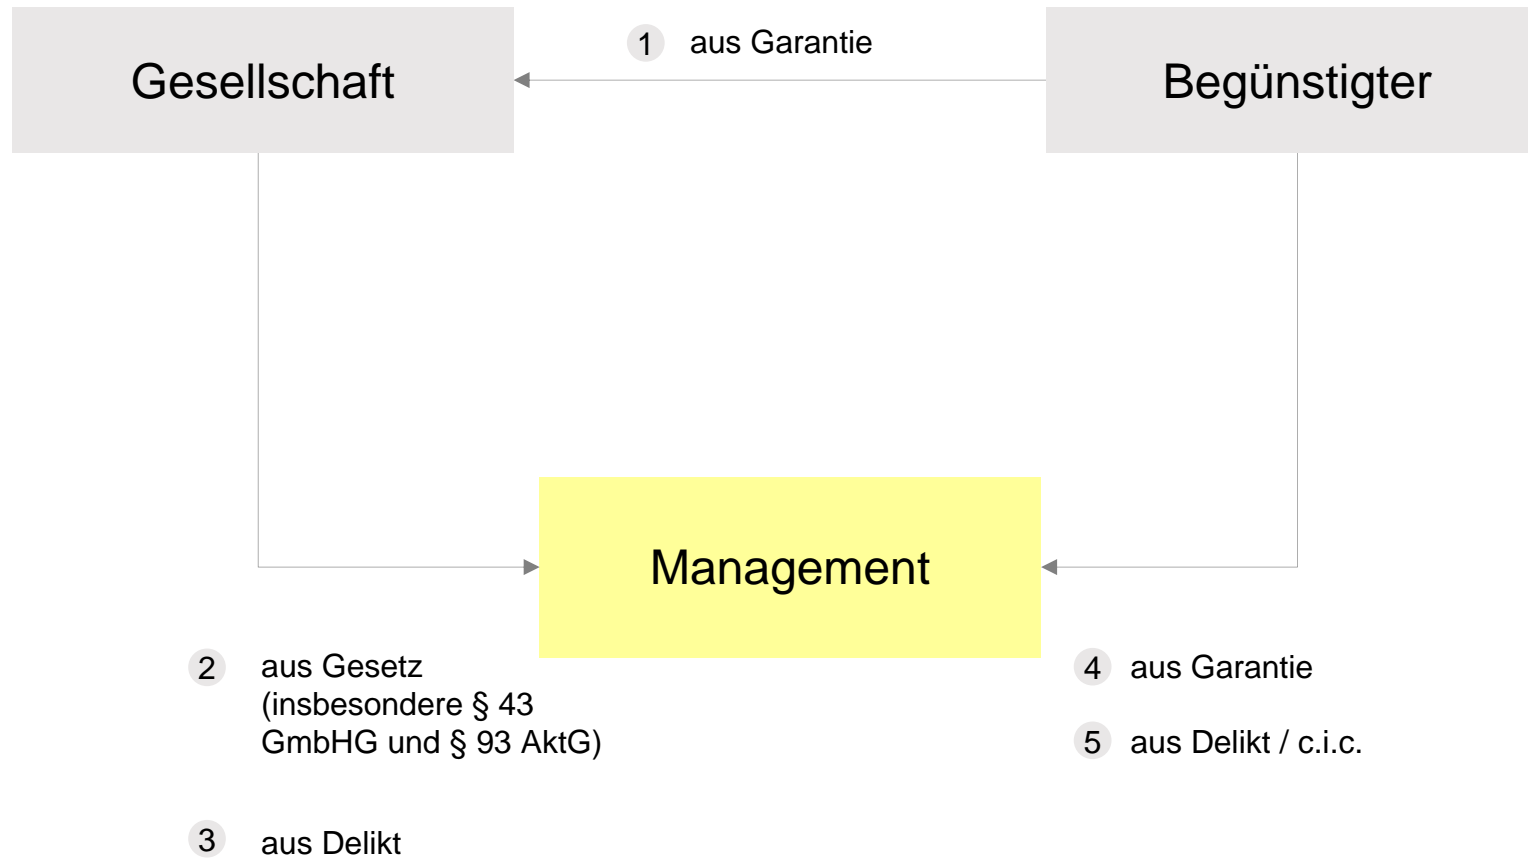 1 aus Garantie
Gesellschaft
Begünstigter
Management
2 aus Gesetz
(insbesondere § 43
GmbHG und § 93 AktG)
3 aus Delikt
4 aus Garantie
5 aus Delikt / c.i.c.